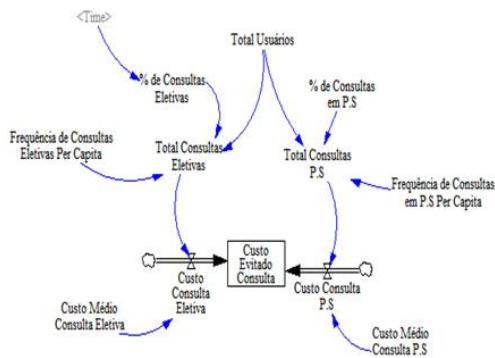 <Time>
Total Usuários
% de Consultas
Eletivas
% de Consultas
em P.S
Frequência de Consultas
Eletivas Per Capita
Total Consultas
Eletivas
Total Consultas
P.S
Frequência de Consultas
em P.S Per Capita
Custo
Evitado
Consulta
Custo
Consulta
Eletiva
Custo Consulta
P.S
Custo Médio
Consulta Eletiva
Custo Médio
Consulta P.S